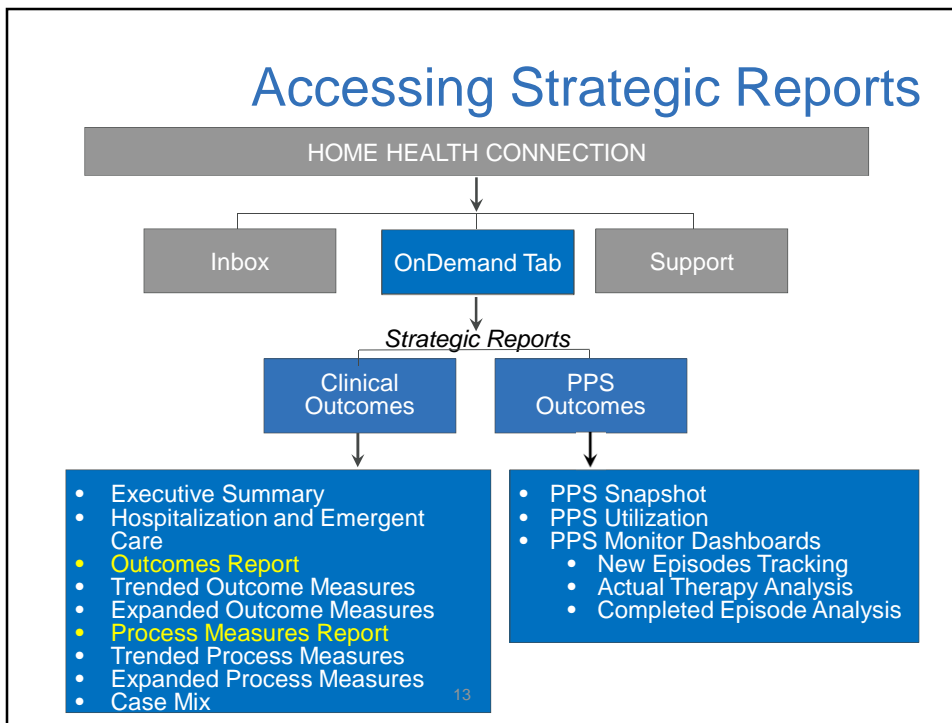 Accessing Strategic Reports
HOME HEALTH CONNECTION
Inbox
OnDemand Tab
Support
Strategic Reports
Clinical
Outcomes
PPS
Outcomes
• Executive Summary
• Hospitalization and Emergent
Care
• Outcomes Report
• Trended Outcome Measures
• Expanded Outcome Measures
• Process Measures Report
• Trended Process Measures
• Expanded Process Measures
• Case Mix
• PPS Snapshot
• PPS Utilization
• PPS Monitor Dashboards
• New Episodes Tracking
• Actual Therapy Analysis
• Completed Episode Analysis
13